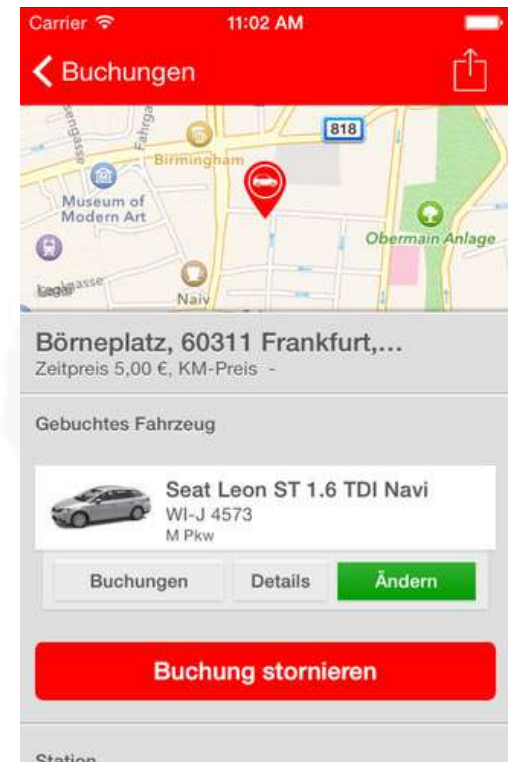 Carrier 11:02 AM
Buchungen
818
Birmingham
Museum of
Modern Art
Obermain Anlage
Naiv
Börneplatz, 60311 Frankfurt,...
Zeitpreis 5,00 €, KM-Preis -
Gebuchtes Fahrzeug
Seat Leon ST 1.6 TDI Navi
WI-J 4573
M Pkw
Buchungen Details Ändern
Buchung stornieren
Station